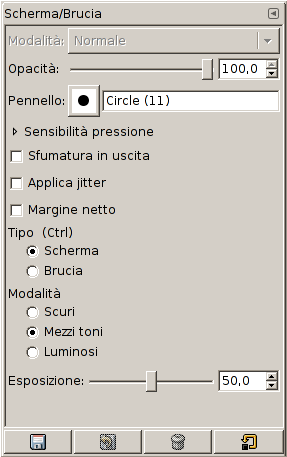 Scherma/Brucia
Modalità: Normale
Opacità: 100,0
Pennello: Circle (11)
Sensibilità pressione
Sfumatura in uscita
Applica jitter
Margine netto
Tipo (Ctrl)
Scherma
Brucia
Modalità
Scuri
Mezzi toni
Luminosi
Esposizione: 50,0